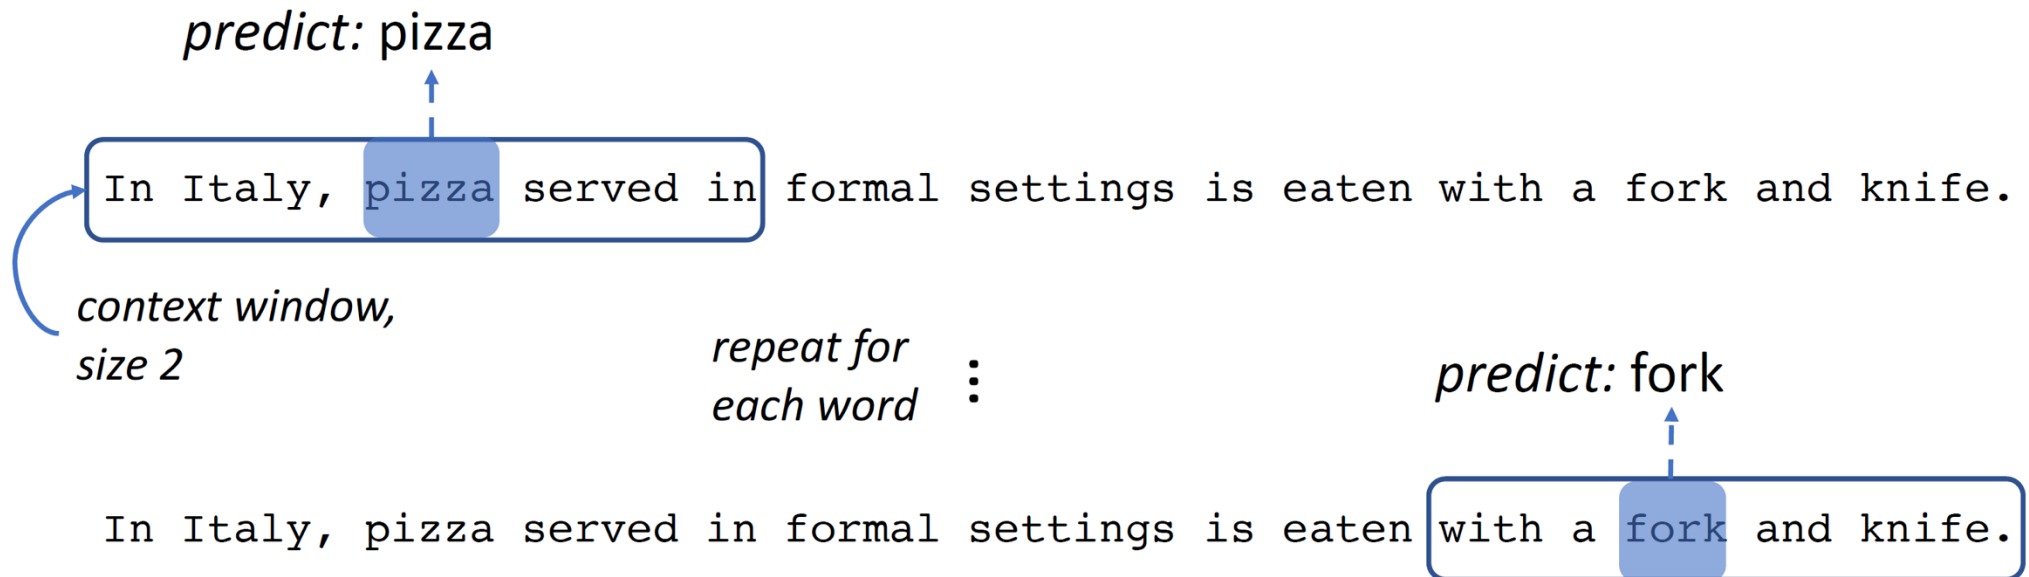 predict: pizza
In Italy, pizza served in formal settings is eaten with a fork and knife.
context window,
size 2
repeat for
each word
predict: fork
In Italy, pizza served in formal settings is eaten with a fork and knife.